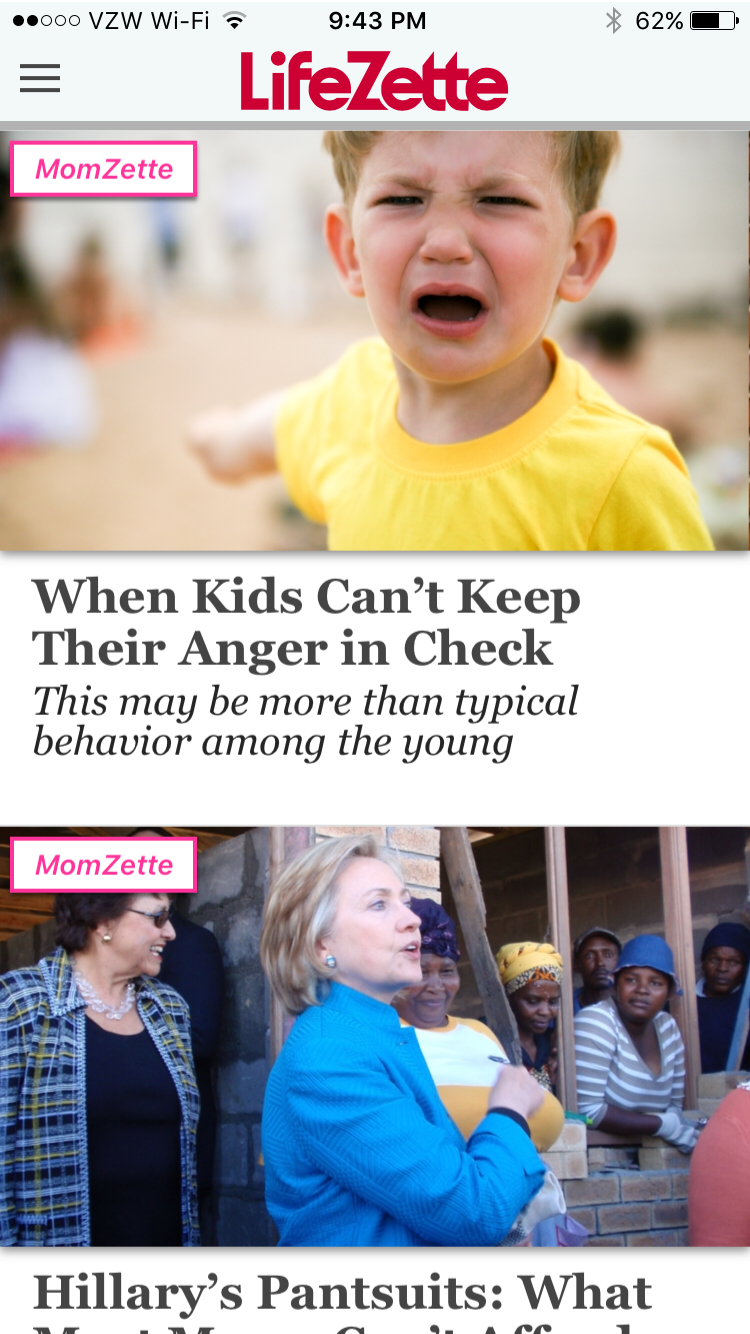 VZW Wi-Fi 9:43 PM 62%
LifeZette
MomZette
When Kids Can’t Keep
Their Anger in Check
This may be more than typical
behavior among the young
MomZette
Hillary’s Pantsuits: What